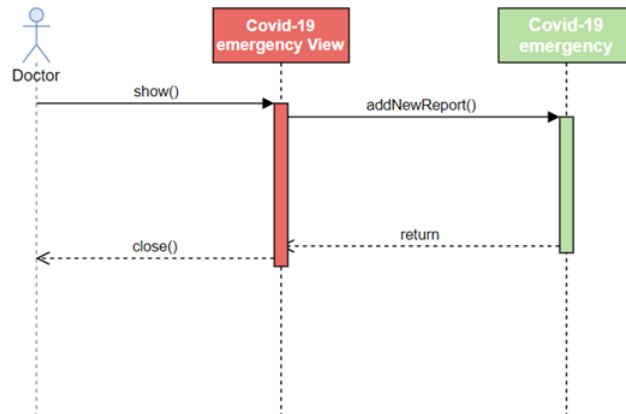 Covid-19
emergency View
Covid-19
emergency
Doctor
show()
addNewReport()
return
close()